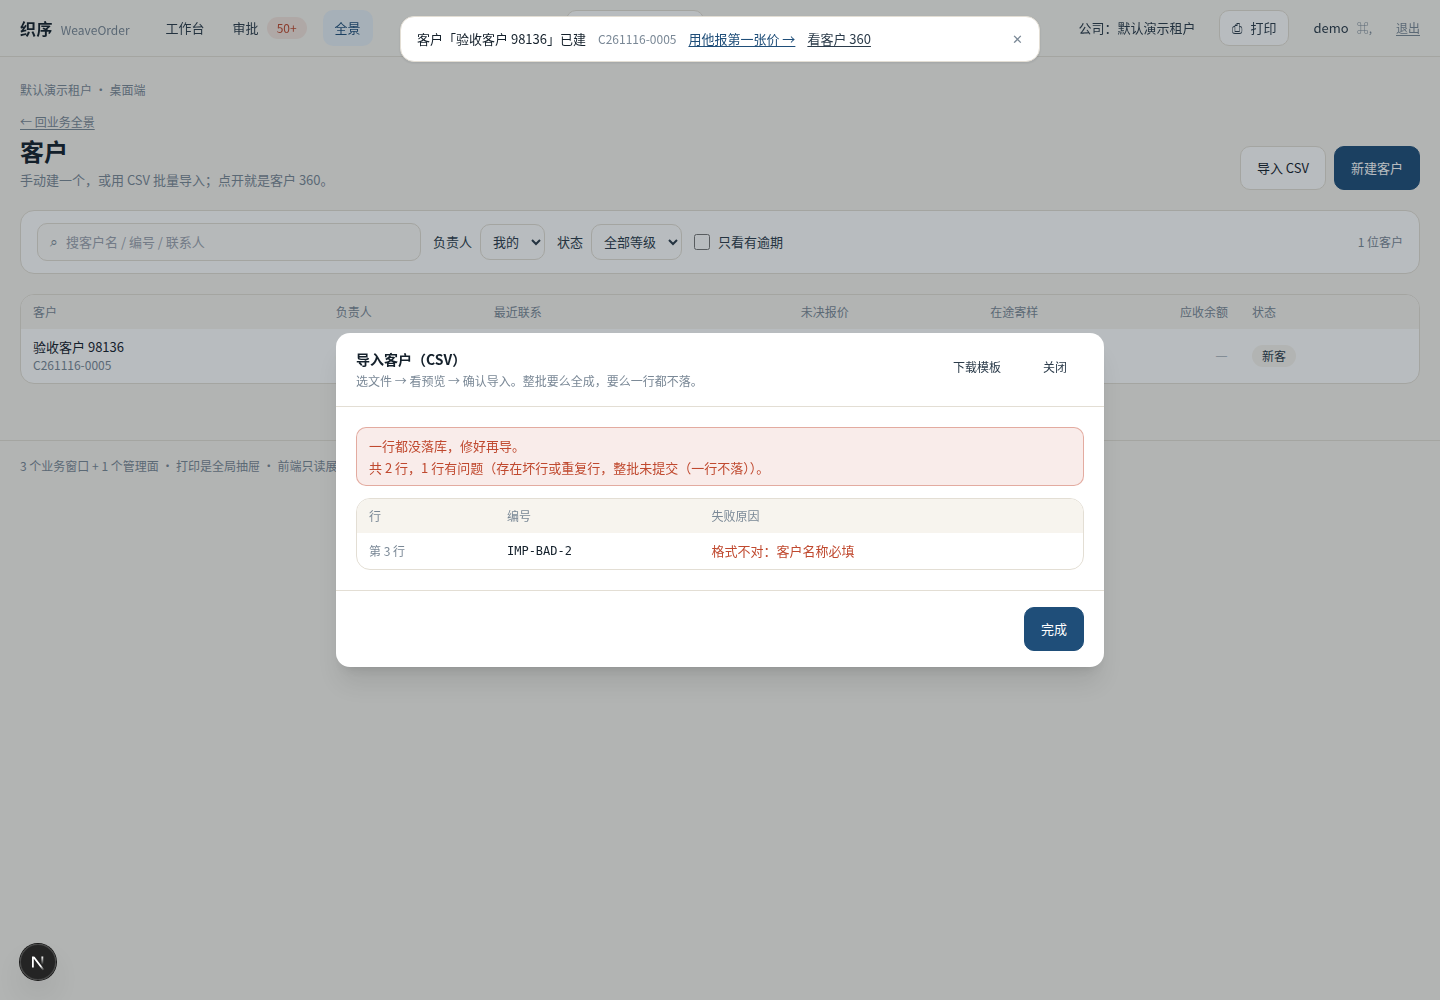 织序 WeaveOrder 工作台 审批 50+ 全景
客户「验收客户 98136」已建 C261116-0005 用他报第一张价 → 看客户 360 ×
公司：默认演示租户 打印 demo ⌘, 退出
默认演示租户 · 桌面端
← 回业务全景
客户
手动建一个，或用 CSV 批量导入；点开就是客户 360。
导入 CSV 新建客户
搜客户名 / 编号 / 联系人 负责人 我的 状态 全部等级 只看有逾期 1 位客户
客户 负责人 最近联系 未决报价 在途寄样 应收余额 状态
验收客户 98136 — 新客
C261116-0005
导入客户（CSV）
选文件 → 看预览 → 确认导入。整批要么全成，要么一行都不落。
下载模板 关闭
一行都没落库，修好再导。
共 2 行，1 行有问题（存在坏行或重复行，整批未提交（一行不落））。
行 编号 失败原因
第 3 行 IMP-BAD-2 格式不对：客户名称必填
完成
3 个业务窗口 + 1 个管理面 · 打印是全局抽屉 · 前端只读展
N